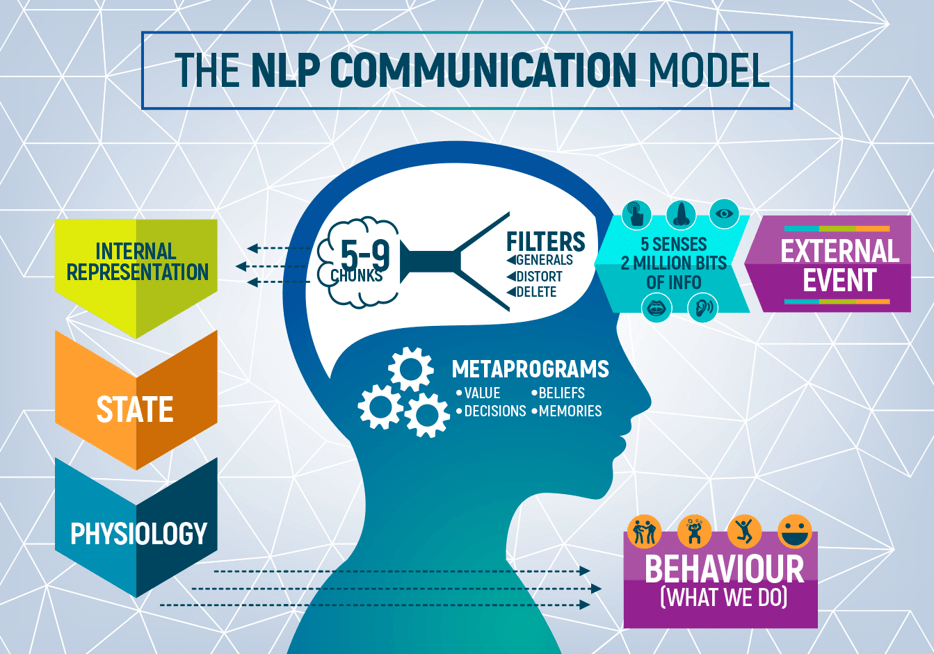 THE NLP COMMUNICATION MODEL
INTERNAL
REPRESENTATION
STATE
PHYSIOLOGY
5-9
CHUNKS
FILTERS
GENERALS
DISTORT
DELETE
5 SENSES
2 MILLION BITS
OF INFO
EXTERNAL
EVENT
METAPROGRAMS
•VALUE •BELIEFS
•DECISIONS •MEMORIES
BEHAVIOUR
(WHAT WE DO)